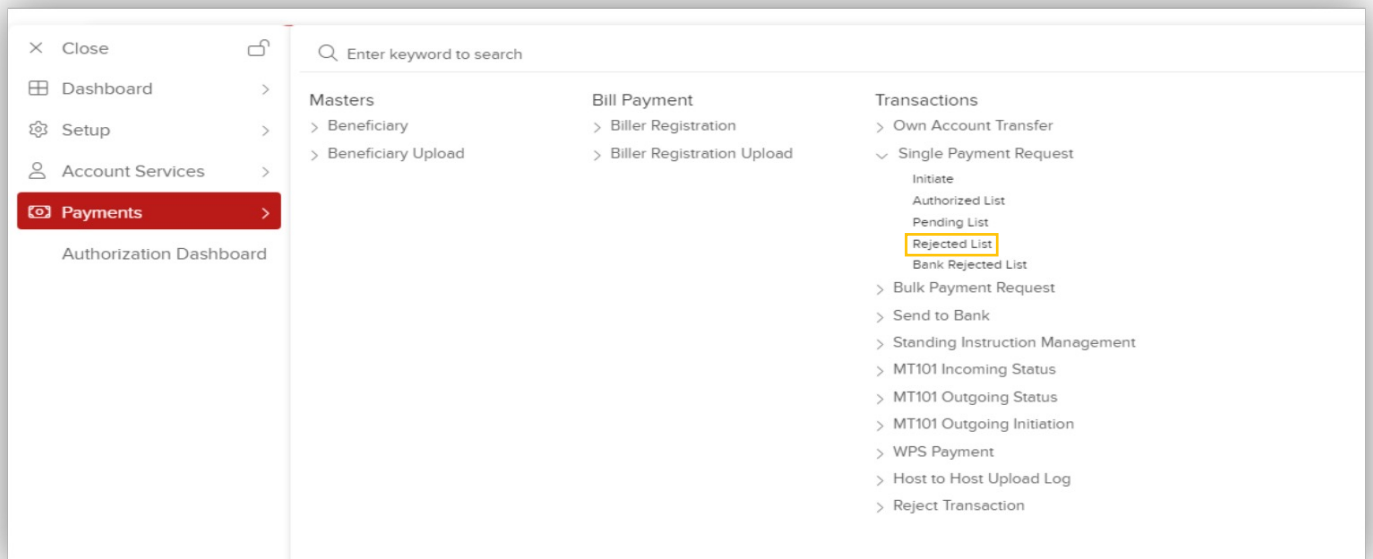 Close
Dashboard
Setup
Account Services
Payments
Authorization Dashboard
Enter keyword to search
Masters
Beneficiary
Beneficiary Upload
Bill Payment
Biller Registration
Biller Registration Upload
Transactions
Own Account Transfer
Single Payment Request
Initiate
Authorized List
Pending List
Rejected List
Bank Rejected List
Bulk Payment Request
Send to Bank
Standing Instruction Management
MT101 Incoming Status
MT101 Outgoing Status
MT101 Outgoing Initiation
WPS Payment
Host to Host Upload Log
Reject Transaction